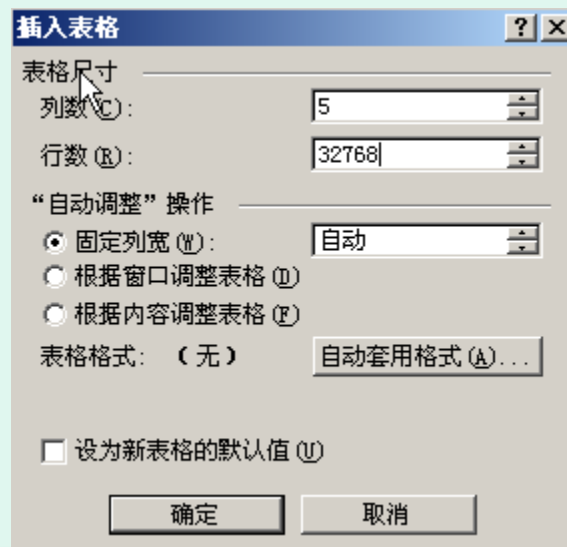 插入表格
表格尺寸
列数(C): 5
行数(R): 32768
“自动调整”操作
固定列宽(W): 自动
根据窗口调整表格(D)
根据内容调整表格(F)
表格格式: (无) 自动套用格式(A)...
设为新表格的默认值(U)
确定 取消